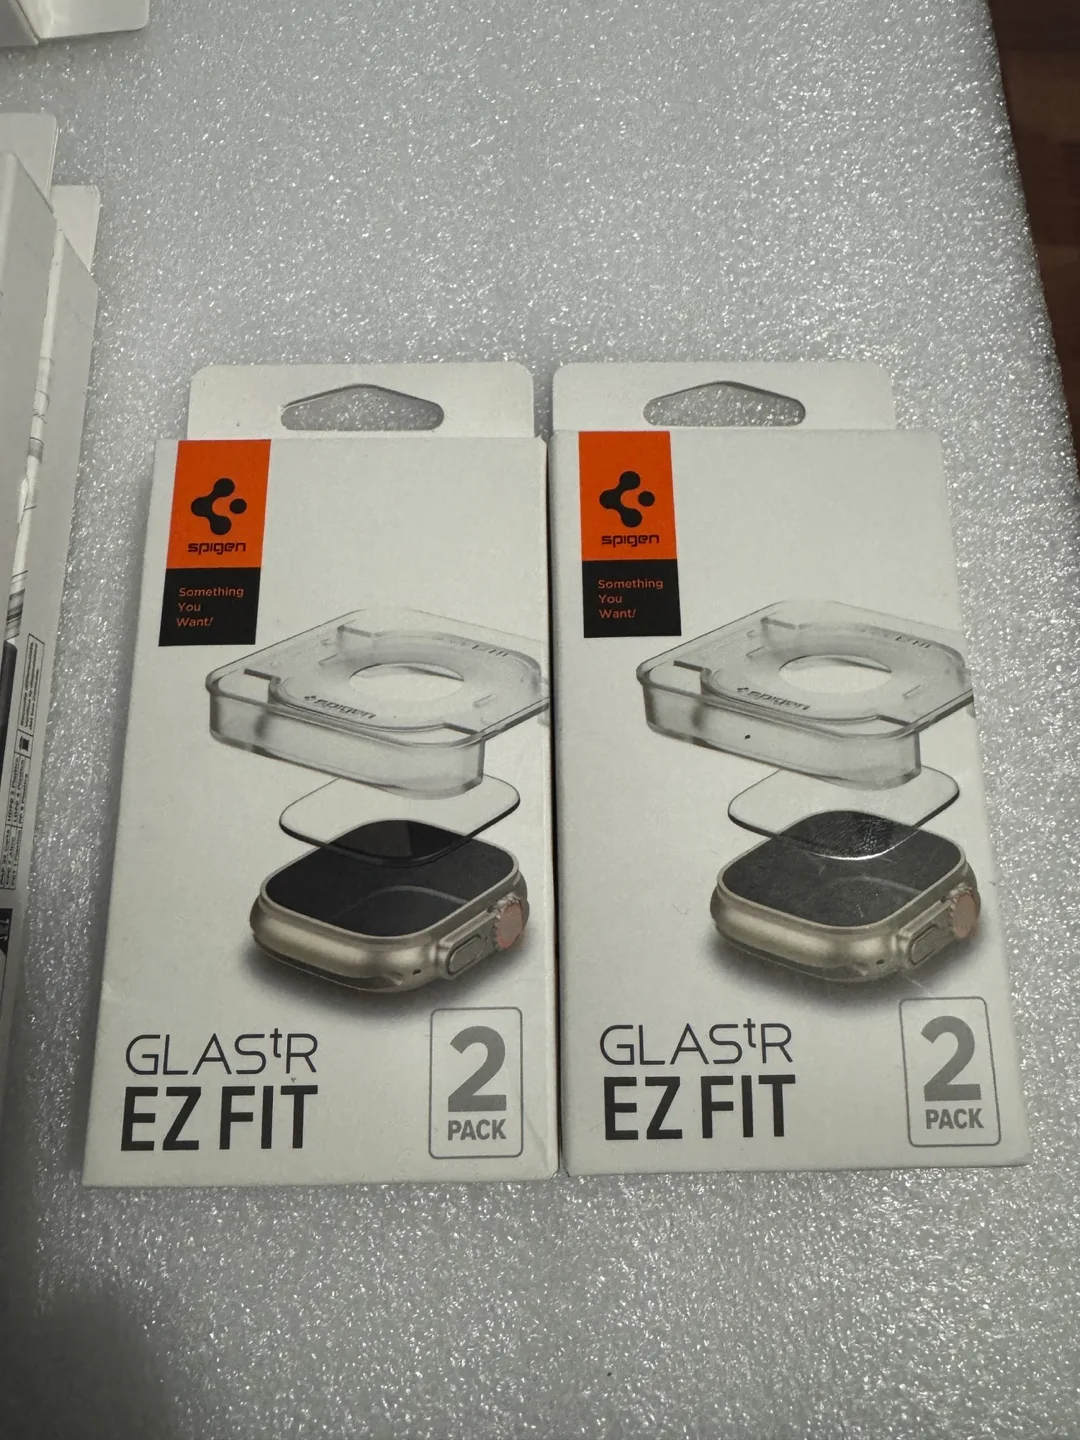 spigen
Something
You
Want!
spigen
GLAStR
EZ FIT
2
PACK
spigen
Something
You
Want!
spigen
GLAStR
EZ FIT
2
PACK